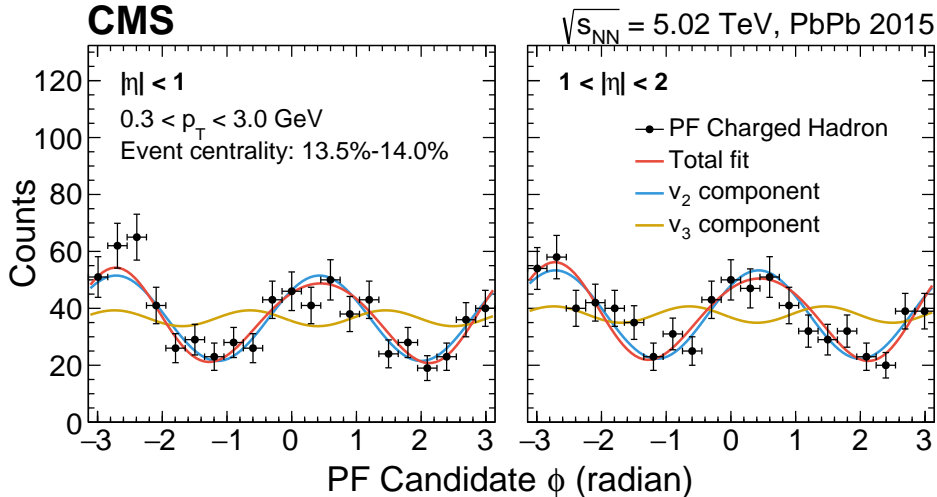 CMS
√s_NN = 5.02 TeV, PbPb 2015
|η| < 1
0.3 < p_T < 3.0 GeV
Event centrality: 13.5%-14.0%
1 < |η| < 2
PF Charged Hadron
Total fit
v_2 component
v_3 component
Counts
120
100
80
60
40
20
0
−3 −2 −1 0 1 2 3
−3 −2 −1 0 1 2 3
PF Candidate ϕ (radian)